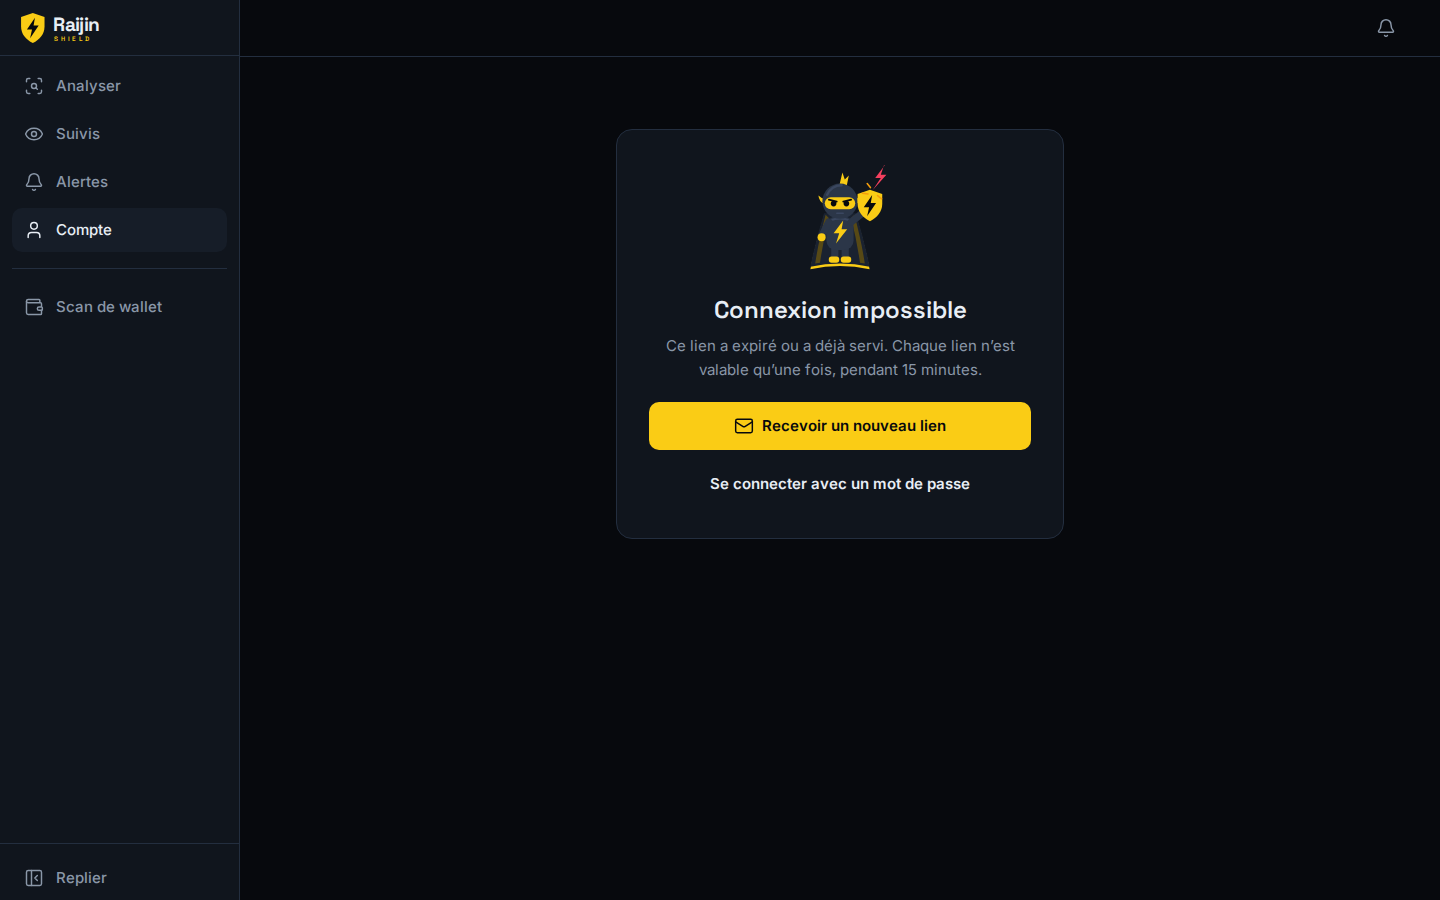 Raijin
SHIELD
Analyser
Suivis
Alertes
Compte
Scan de wallet
Connexion impossible
Ce lien a expiré ou a déjà servi. Chaque lien n’est
valable qu’une fois, pendant 15 minutes.
Recevoir un nouveau lien
Se connecter avec un mot de passe
Replier